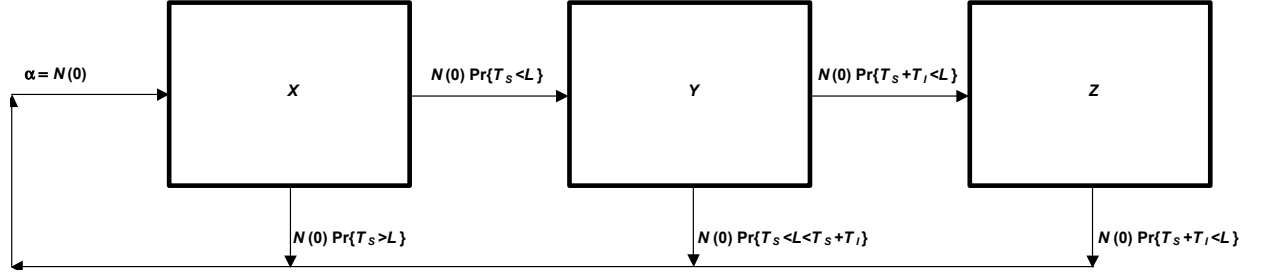 α = N(0)
X
N(0) Pr{T_S<L}
Y
N(0) Pr{T_S+T_I<L}
Z
N(0) Pr{T_S>L}
N(0) Pr{T_S<L<T_S+T_I}
N(0) Pr{T_S+T_I<L}